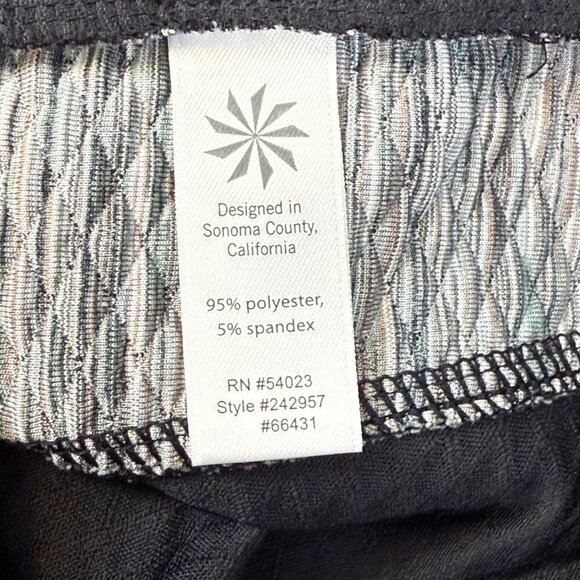 Designed in
Sonoma County,
California
95% polyester,
5% spandex
RN #54023
Style #242957
#66431